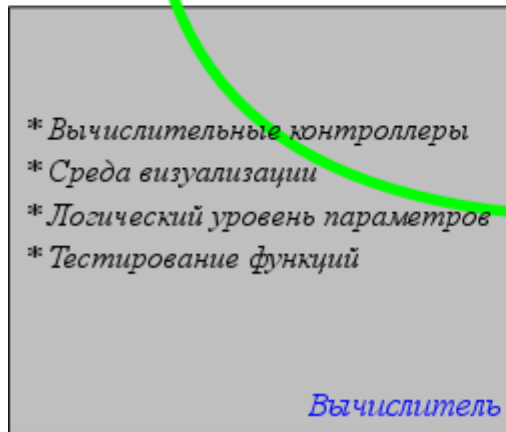 * Вычислительные контроллеры
* Среда визуализации
* Логический уровень параметров
* Тестирование функций
Вычислитель